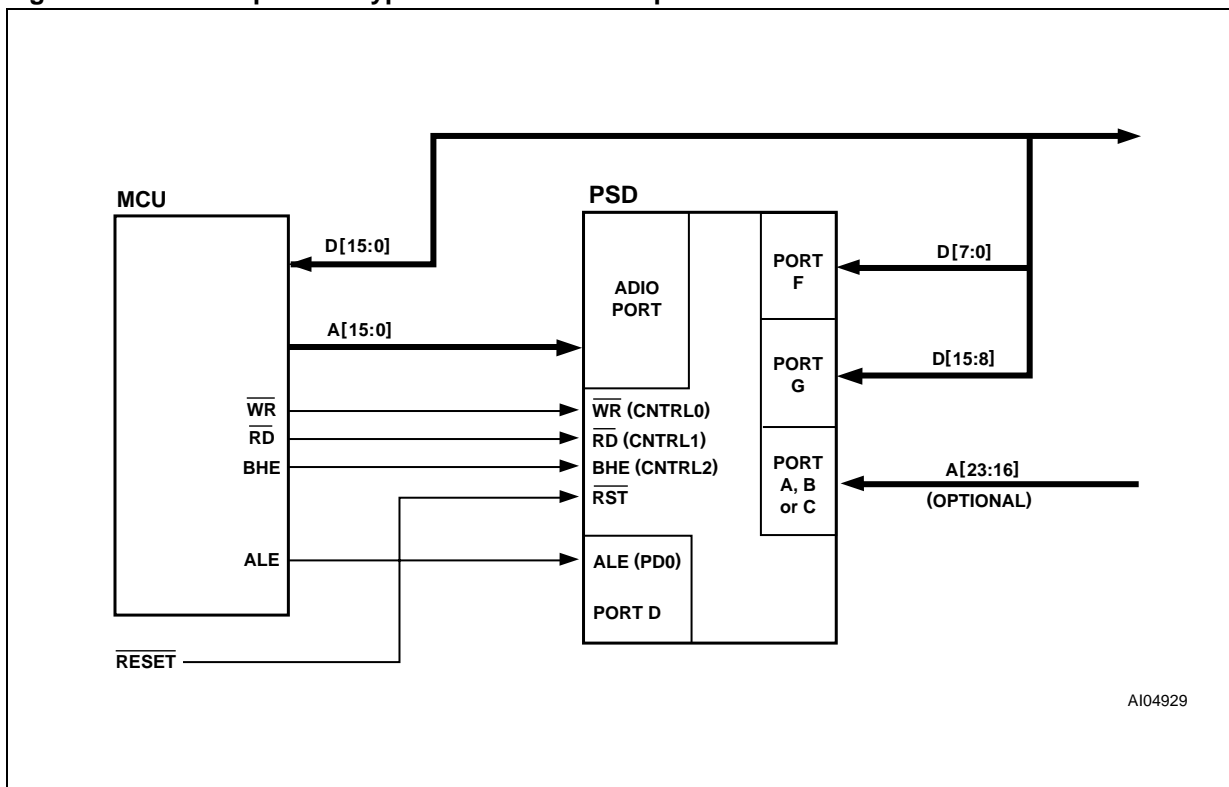 MCU
PSD
D[15:0]
A[15:0]
WR
RD
BHE
ALE
RESET
ADIO
PORT
WR (CNTRL0)
RD (CNTRL1)
BHE (CNTRL2)
RST
ALE (PD0)
PORT D
PORT
F
PORT
G
PORT
A, B
or C
D[7:0]
D[15:8]
A[23:16]
(OPTIONAL)
AI04929